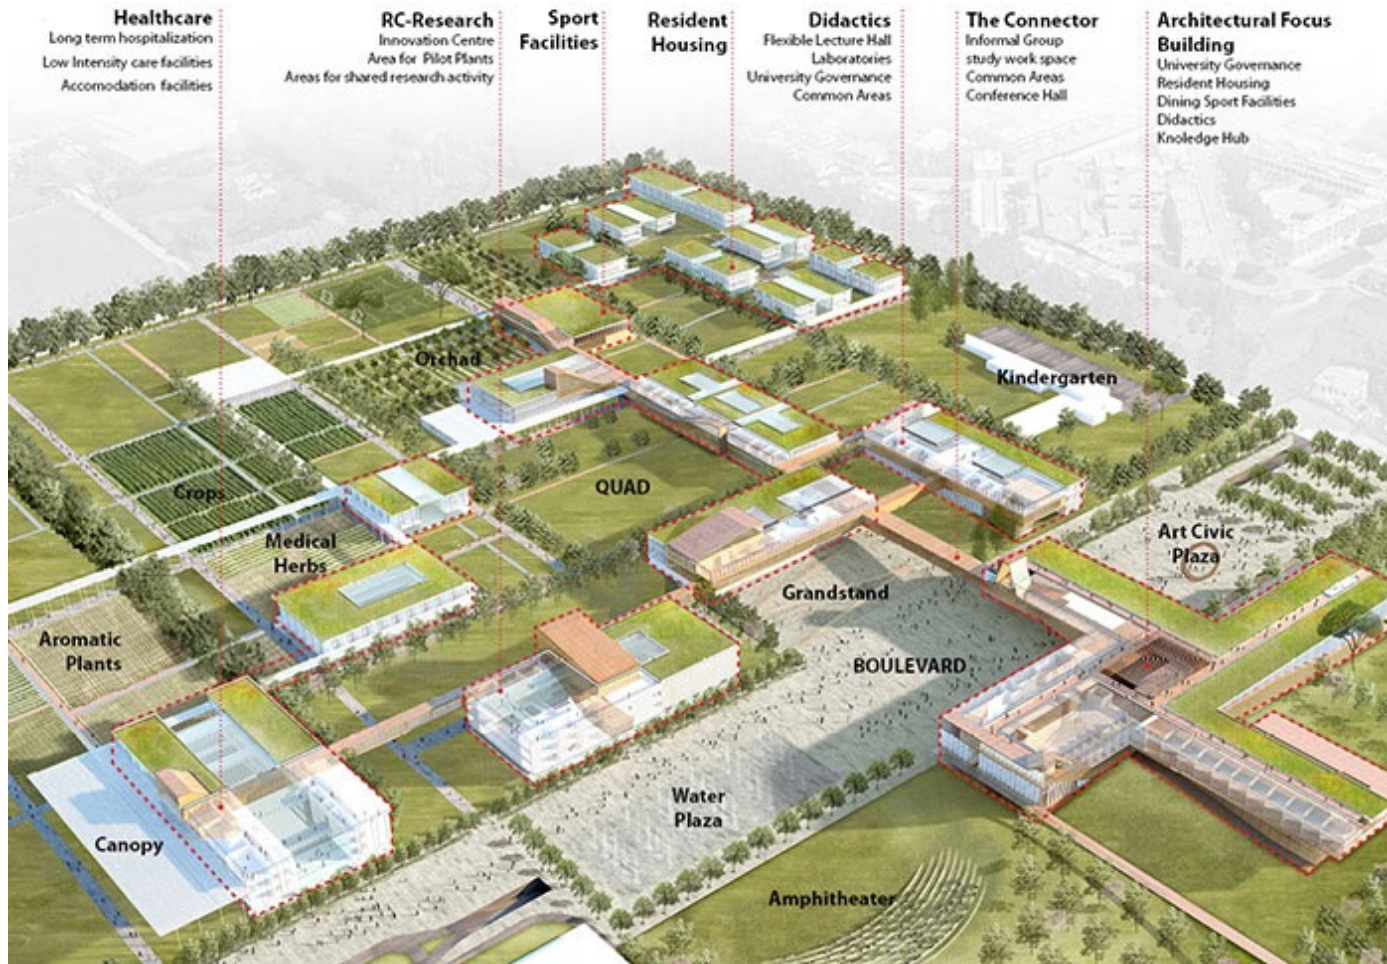 Healthcare
Long term hospitalization
Low Intensity care facilities
Accomodation facilities
RC-Research
Innovation Centre
Area for Pilot Plants
Areas for shared research activity
Sport
Facilities
Resident
Housing
Didactics
Flexible Lecture Hall
Laboratories
University Governance
Common Areas
The Connector
Informal Group
study work space
Common Areas
Conference Hall
Architectural Focus
Building
University Governance
Resident Housing
Dining Sport Facilities
Didactics
Knoledge Hub
Orchad
Kindergarten
Crops
QUAD
Medical
Herbs
Art Civic
Plaza
Grandstand
Aromatic
Plants
BOULEVARD
Water
Plaza
Canopy
Amphitheater